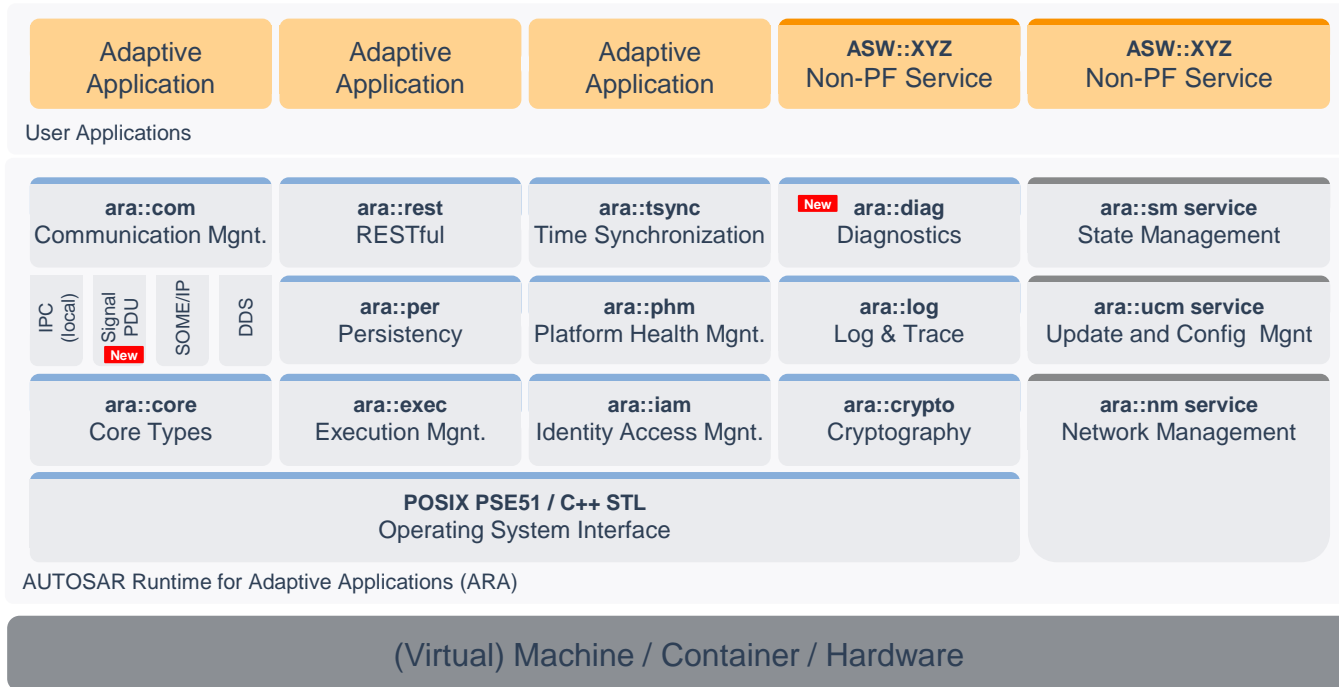 Adaptive
Application
Adaptive
Application
Adaptive
Application
ASW::XYZ
Non-PF Service
ASW::XYZ
Non-PF Service
User Applications
ara::com
Communication Mgnt.
ara::rest
RESTful
ara::tsync
Time Synchronization
New
ara::diag
Diagnostics
ara::sm service
State Management
IPC
(local)
Signal
PDU
New
SOME/IP
DDS
ara::per
Persistency
ara::phm
Platform Health Mgnt.
ara::log
Log & Trace
ara::ucm service
Update and Config Mgnt
ara::core
Core Types
ara::exec
Execution Mgnt.
ara::iam
Identity Access Mgnt.
ara::crypto
Cryptography
ara::nm service
Network Management
POSIX PSE51 / C++ STL
Operating System Interface
AUTOSAR Runtime for Adaptive Applications (ARA)
(Virtual) Machine / Container / Hardware